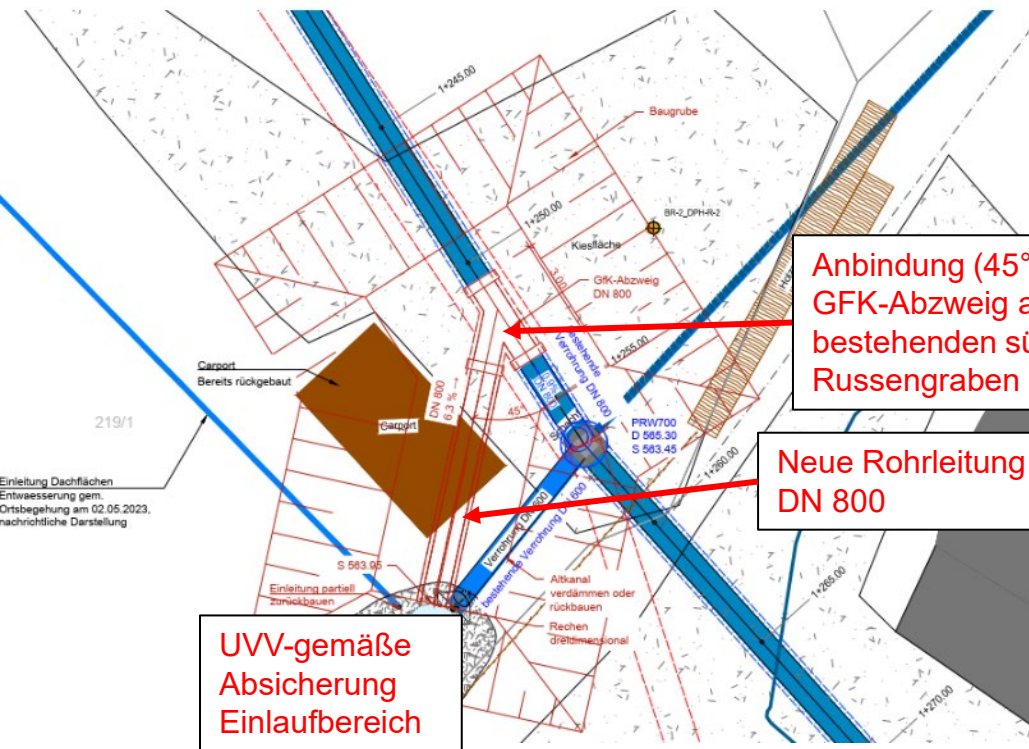 1+245.00
Baugrube
1+250.00
BR-2_DPH-R-2
Kiesfläche
GfK-Abzweig
DN 800
3,00
Anbindung (45°
GFK-Abzweig a
bestehenden sü
Russengraben
bestehende
Verrohrung DN 800
1+255.00
Carport
Bereits rückgebaut
DN 800
6,3 %
DN 800
219/1
Carport
45°
Schacht
PRW700
D 565.30
S 563.45
1+260.00
Neue Rohrleitung
DN 800
Einleitung Dachflächen
Entwaesserung gem.
Ortsbegehung am 02.05.2023,
nachrichtliche Darstellung
Verrohrung DN 600
bestehende Verrohrung DN 600
S 563.95
Einleitung partiell
zurückbauen
Altkanal
verdämmen oder
rückbauen
Rechen
dreidimensional
1+265.00
UVV-gemäße
Absicherung
Einlaufbereich
1+270.00